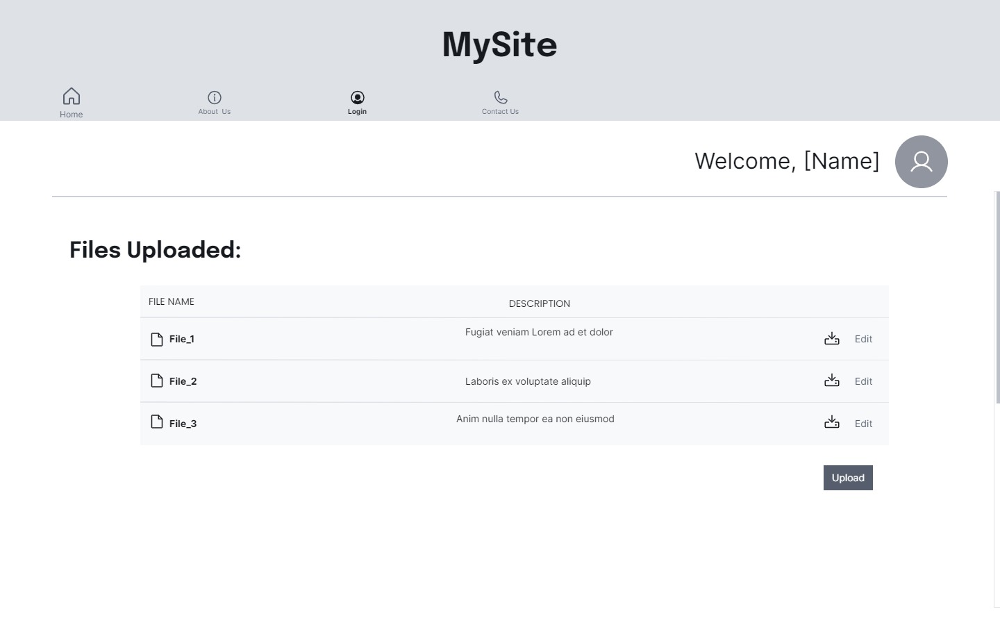 MySite
Home
About Us
Login
Contact Us
Welcome, [Name]
Files Uploaded:
FILE NAME
DESCRIPTION
File_1
Fugiat veniam Lorem ad et dolor
Edit
File_2
Laboris ex voluptate aliquip
Edit
File_3
Anim nulla tempor ea non eiusmod
Edit
Upload